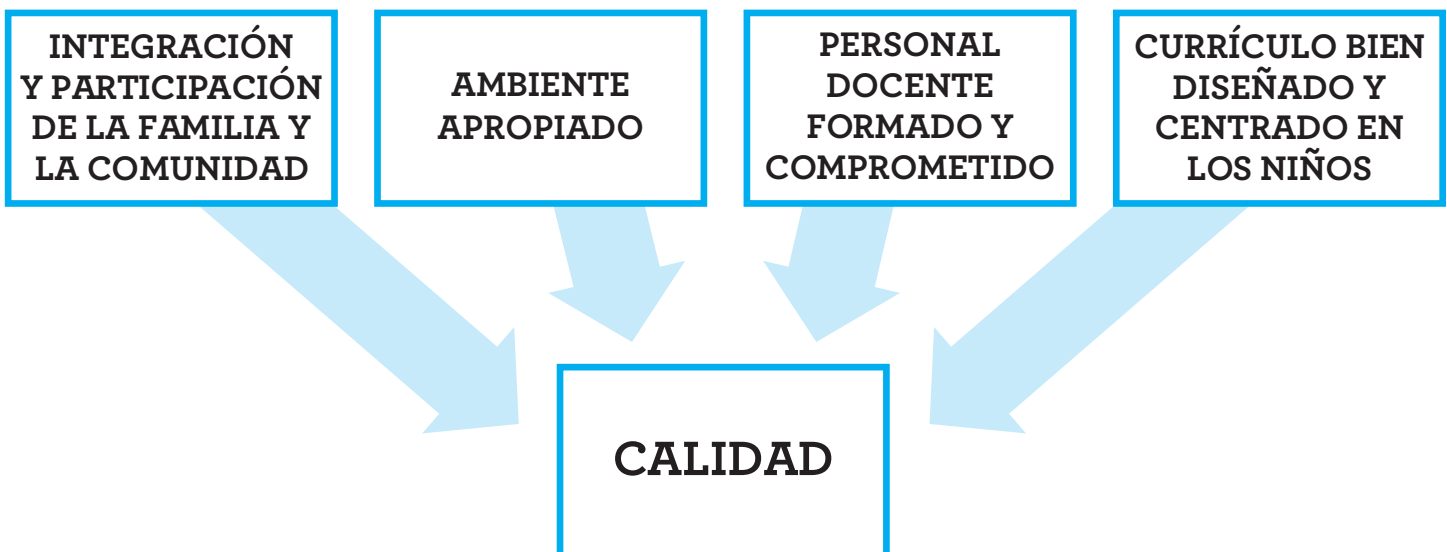 INTEGRACIÓN
Y PARTICIPACIÓN
DE LA FAMILIA Y
LA COMUNIDAD
AMBIENTE
APROPIADO
PERSONAL
DOCENTE
FORMADO Y
COMPROMETIDO
CURRÍCULO BIEN
DISEÑADO Y
CENTRADO EN
LOS NIÑOS
CALIDAD